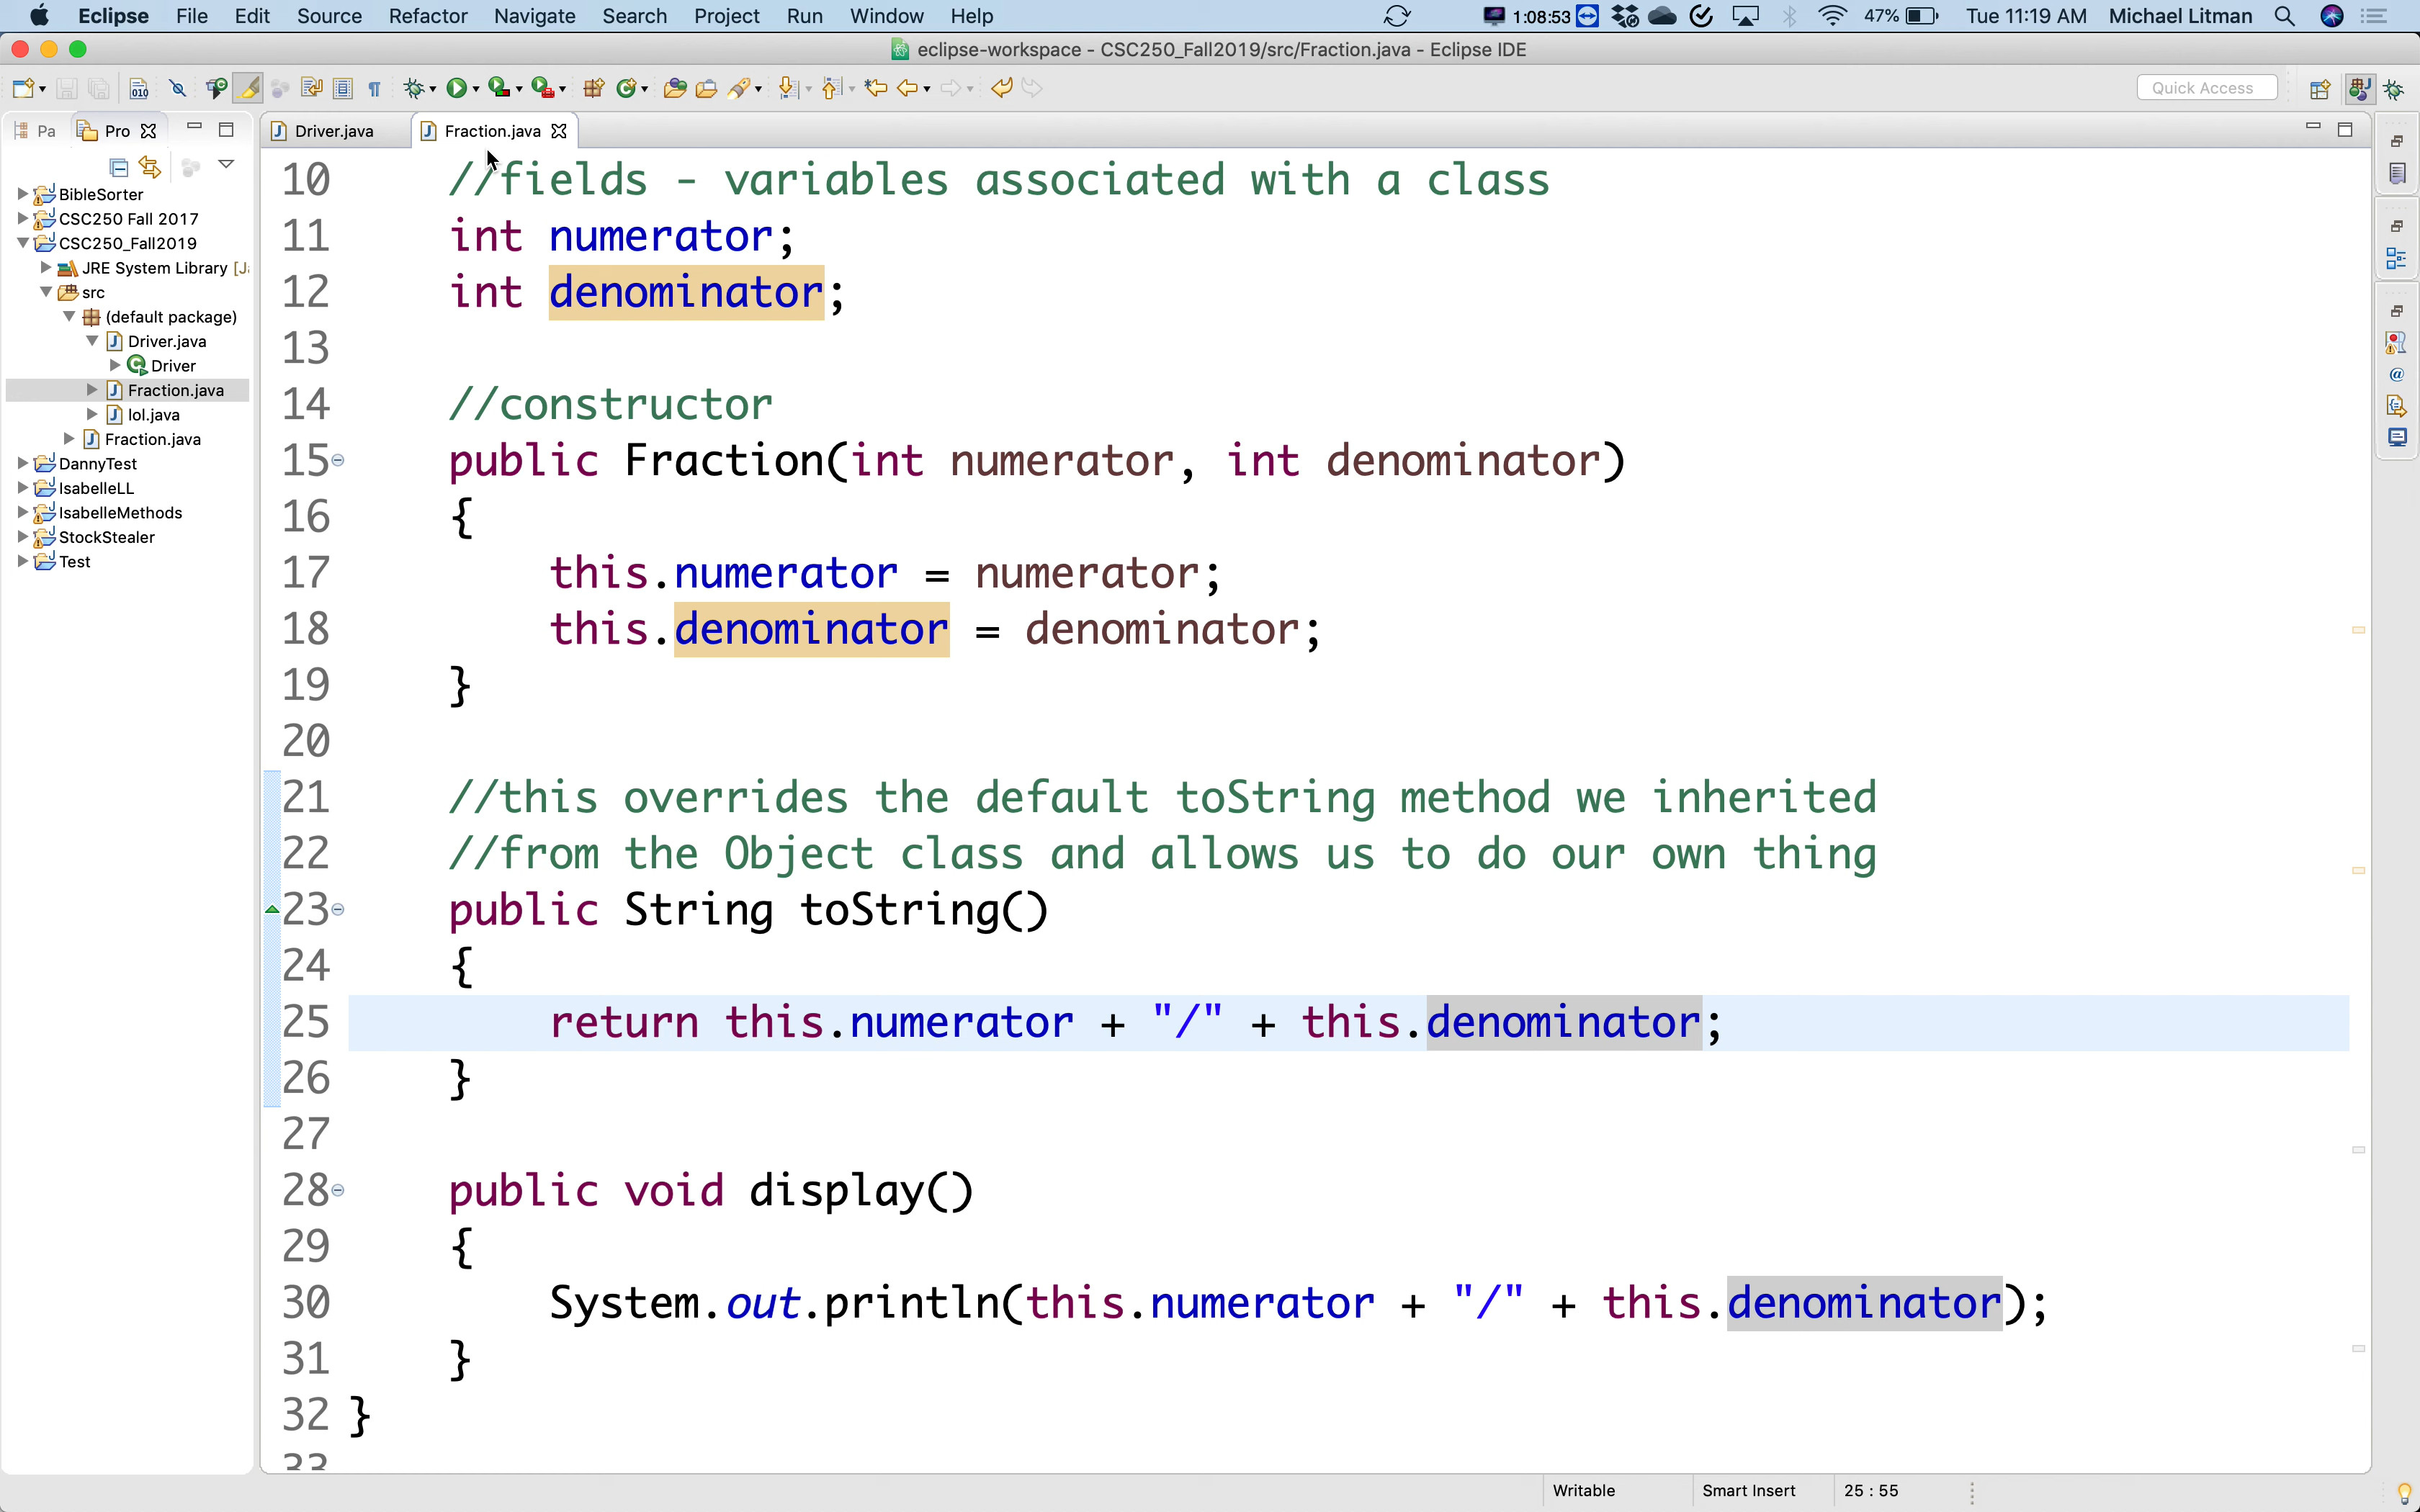 Eclipse File Edit Source Refactor Navigate Search Project Run Window Help 1:08:53 47% Tue 11:19 AM Michael Litman
eclipse-workspace - CSC250_Fall2019/src/Fraction.java - Eclipse IDE
Quick Access
Pa Pro
Driver.java Fraction.java
BibleSorter
CSC250 Fall 2017
CSC250_Fall2019
JRE System Library [J
src
(default package)
Driver.java
Driver
Fraction.java
lol.java
Fraction.java
DannyTest
IsabelleLL
IsabelleMethods
StockStealer
Test
10 //fields - variables associated with a class
11 int numerator;
12 int denominator;
13
14 //constructor
15 public Fraction(int numerator, int denominator)
16 {
17 this.numerator = numerator;
18 this.denominator = denominator;
19 }
20
21 //this overrides the default toString method we inherited
22 //from the Object class and allows us to do our own thing
23 public String toString()
24 {
25 return this.numerator + "/" + this.denominator;
26 }
27
28 public void display()
29 {
30 System.out.println(this.numerator + "/" + this.denominator);
31 }
32 }
33
Writable Smart Insert 25 : 55